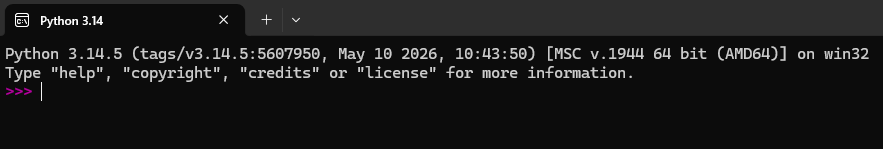 Python 3.14
Python 3.14.5 (tags/v3.14.5:5607950, May 10 2026, 10:43:50) [MSC v.1944 64 bit (AMD64)] on win32
Type "help", "copyright", "credits" or "license" for more information.
>>>